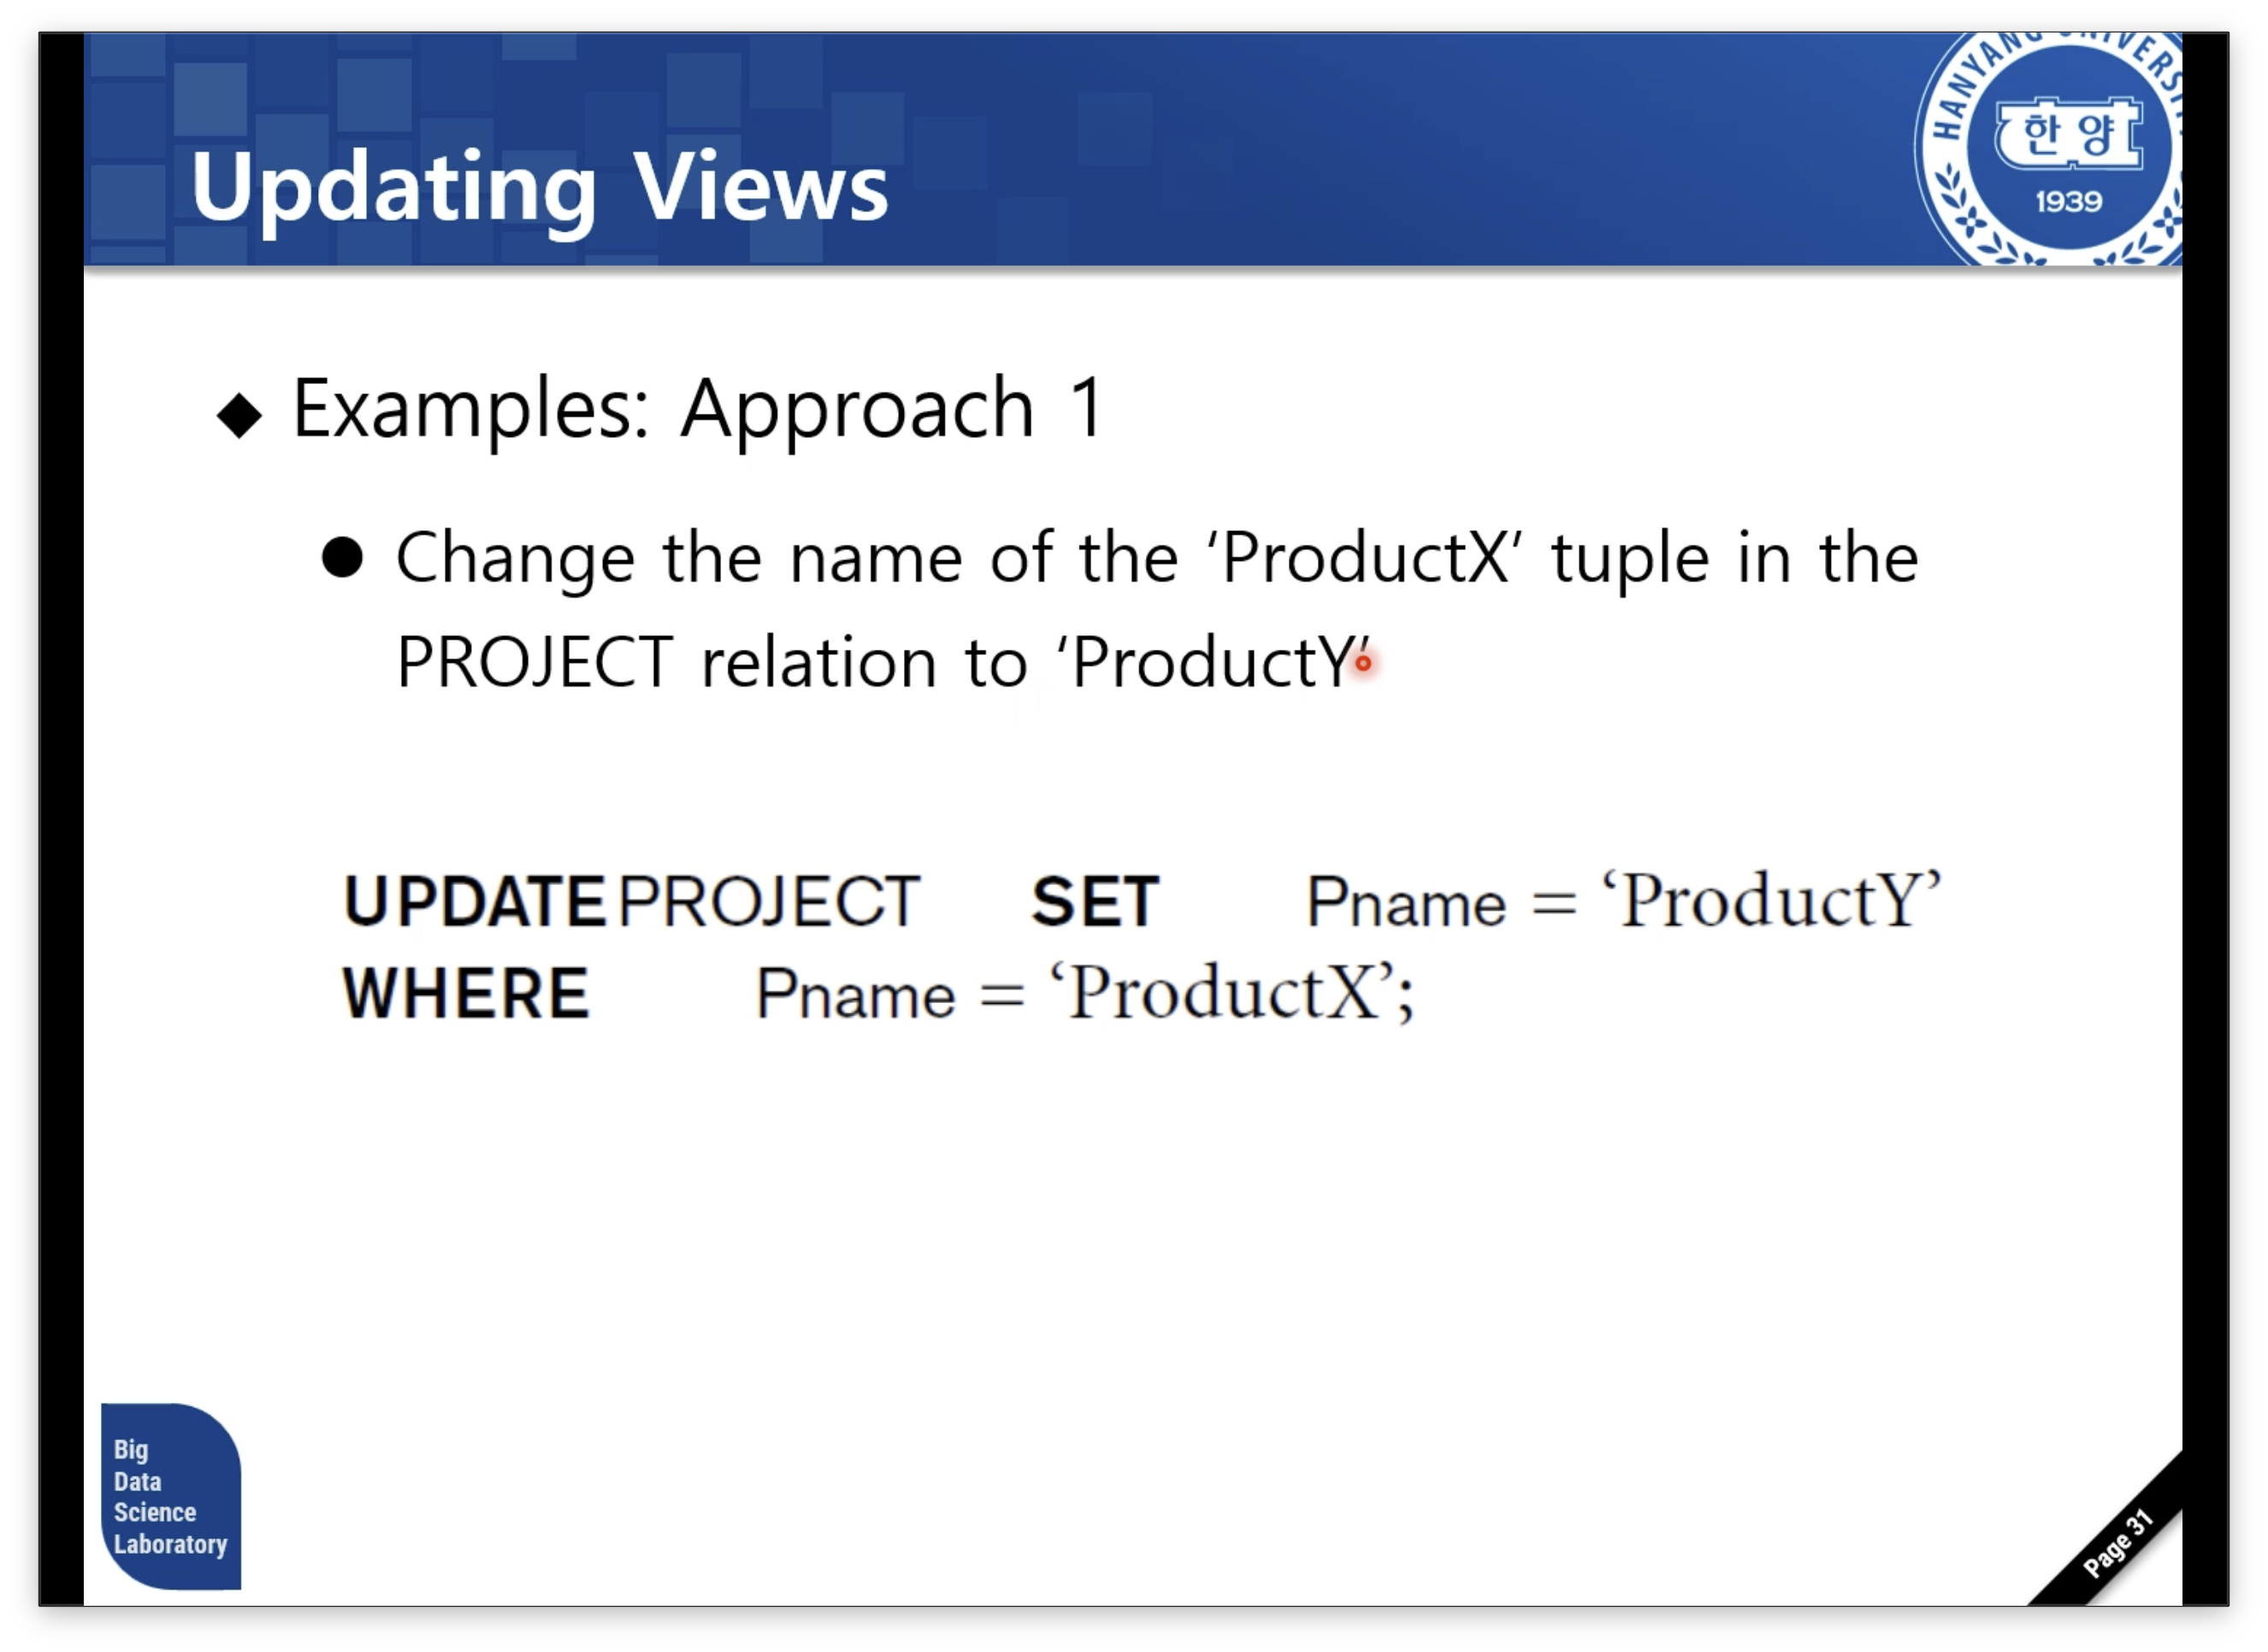 Updating Views
HANYANG UNIVERSI
한양
1939
◆ Examples: Approach 1
● Change the name of the ‘ProductX’ tuple in the
PROJECT relation to ‘ProductY’
UPDATE PROJECT SET Pname = ‘ProductY’
WHERE Pname = ‘ProductX’;
Big
Data
Science
Laboratory
Page 31